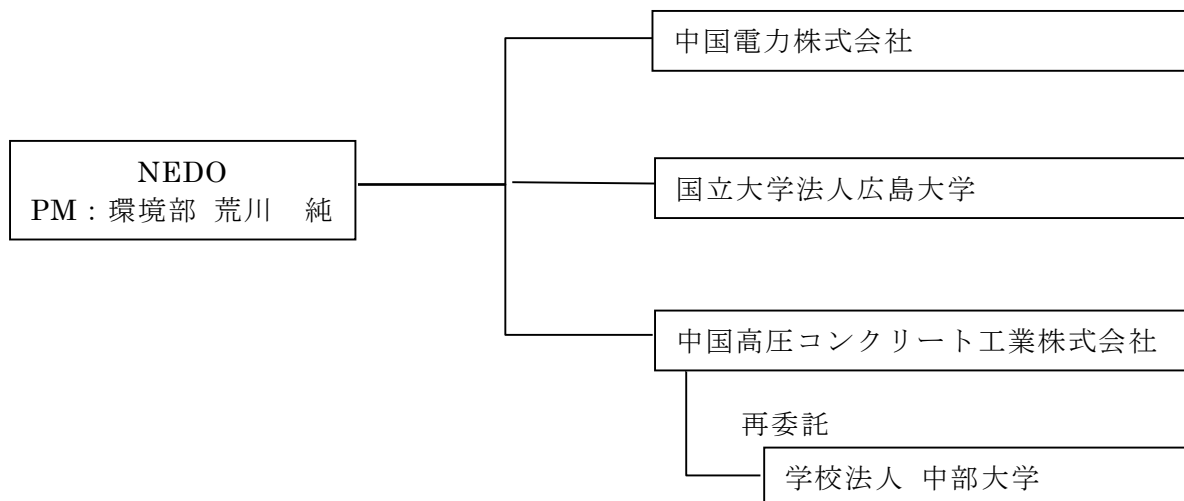 中国電力株式会社
NEDO
PM：環境部 荒川　純
国立大学法人広島大学
中国高圧コンクリート工業株式会社
再委託
学校法人 中部大学